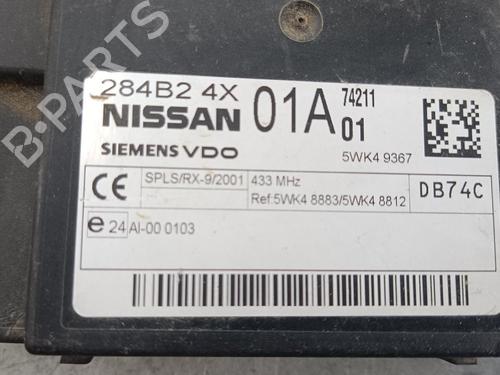 284B2 4X 01A 74211
NISSAN 01
SIEMENS VDO 5WK4 9367
CE SPLS/RX-9/2001 433 MHz
Ref:5WK4 8883/5WK4 8812 DB74C
e 24 AI-00 0103
B-PARTS